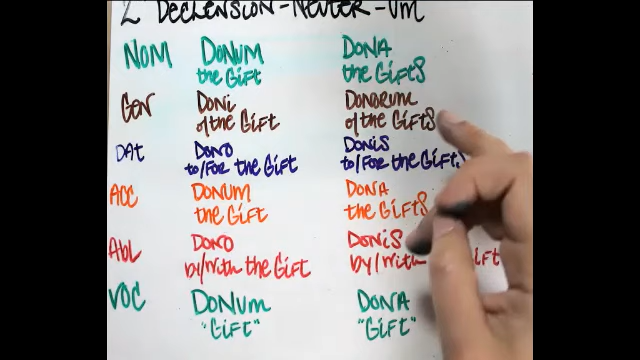 2 DECLENSION-NEUTER-UM
NOM DONUM DONA
the Gift the Gifts
Gen DONi DONORUM
of the Gift of the Gifts
DAt DONO DONiS
to/FOR the GiFt to/FOR the GiFt
ACC DONUM DONA
the Gift the Gifts
AbL DONO DONiS
by/with the Gift by/with ift
VOC DONUM DONA
"Gift" "Gift"